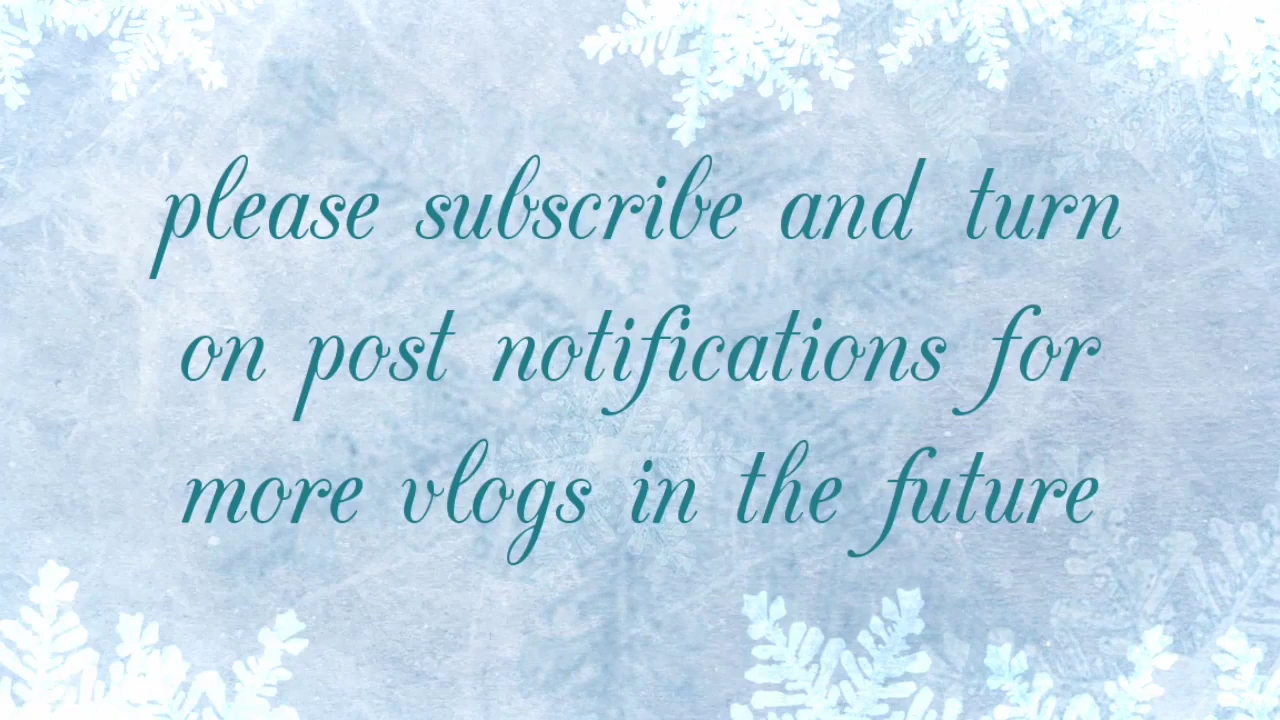 please subscribe and turn
on post notifications for
more vlogs in the future